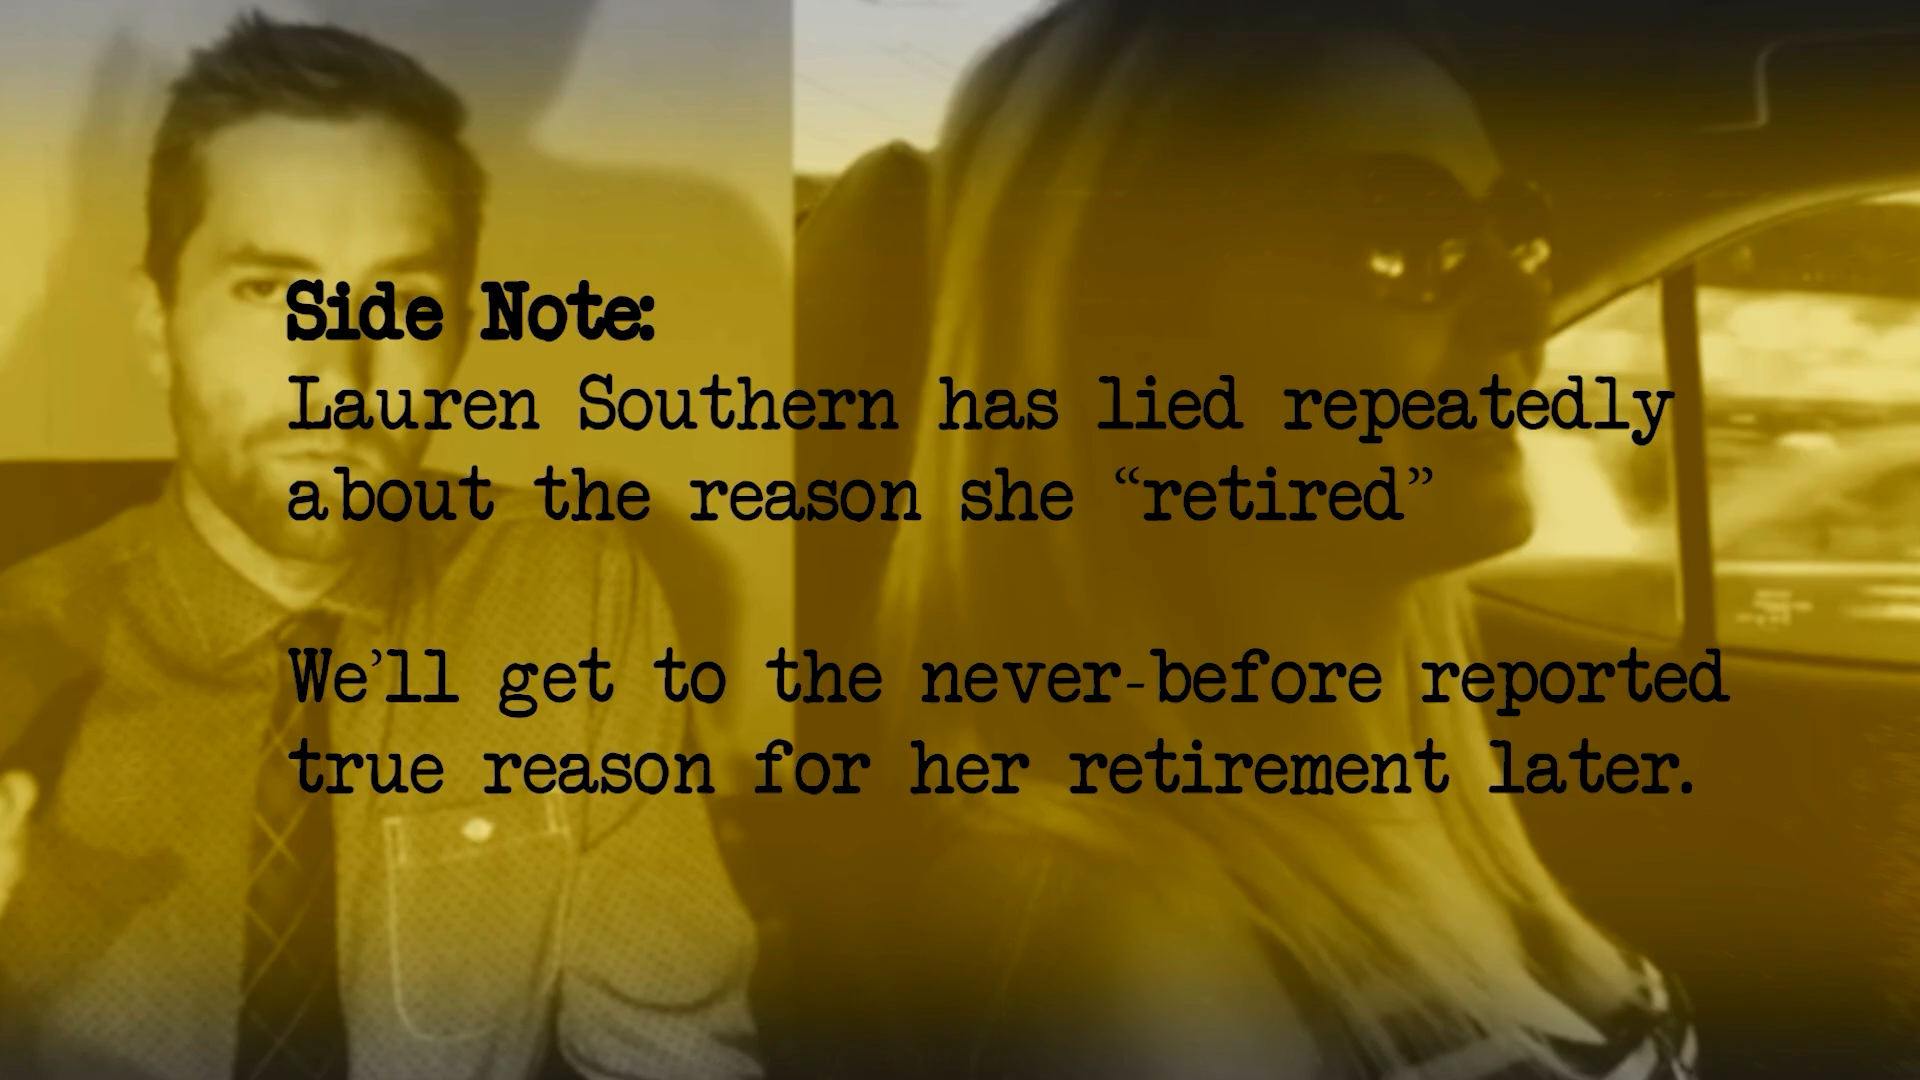 Side Note:
Lauren Southern has lied repeatedly
about the reason she “retired”
We’ll get to the never-before reported
true reason for her retirement later.